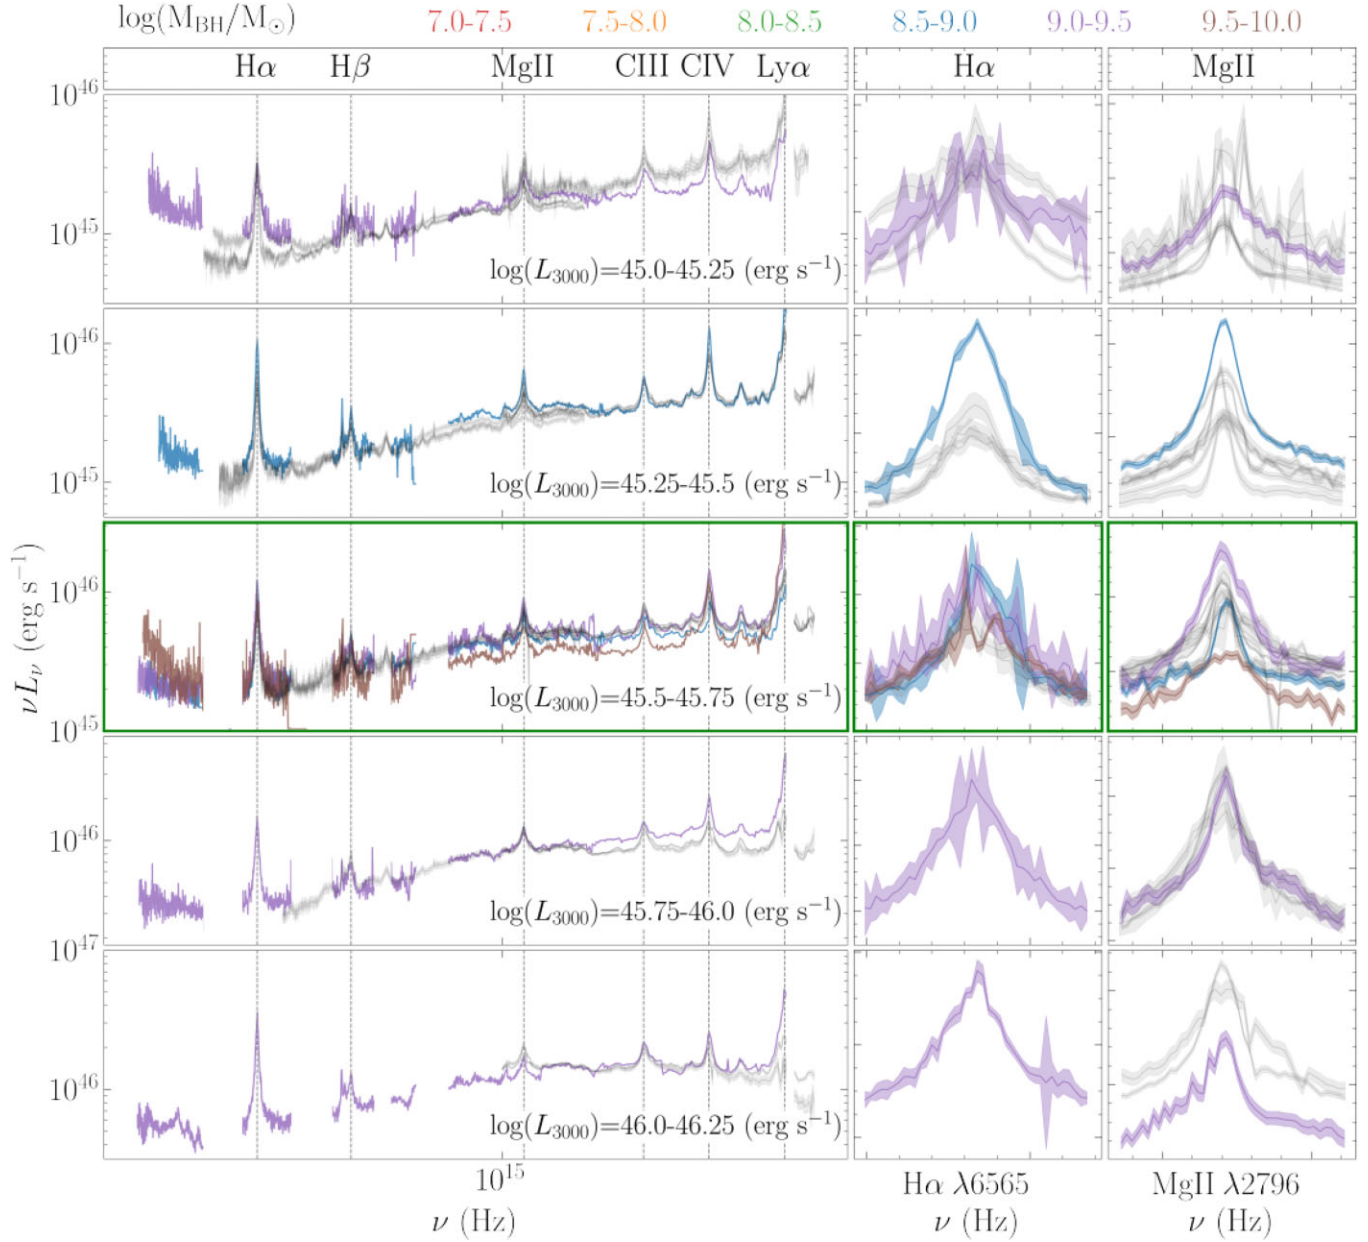 log(M_BH/M_⊙) 7.0-7.5 7.5-8.0 8.0-8.5 8.5-9.0 9.0-9.5 9.5-10.0
Hα Hβ MgII CIII CIV Lyα Hα MgII
10^46
10^45
log(L_3000)=45.0-45.25 (erg s^−1)
10^46
10^45
log(L_3000)=45.25-45.5 (erg s^−1)
νL_ν (erg s^−1)
10^46
10^45
log(L_3000)=45.5-45.75 (erg s^−1)
10^46
log(L_3000)=45.75-46.0 (erg s^−1)
10^47
10^46
log(L_3000)=46.0-46.25 (erg s^−1)
10^15
Hα λ6565 MgII λ2796
ν (Hz) ν (Hz) ν (Hz)